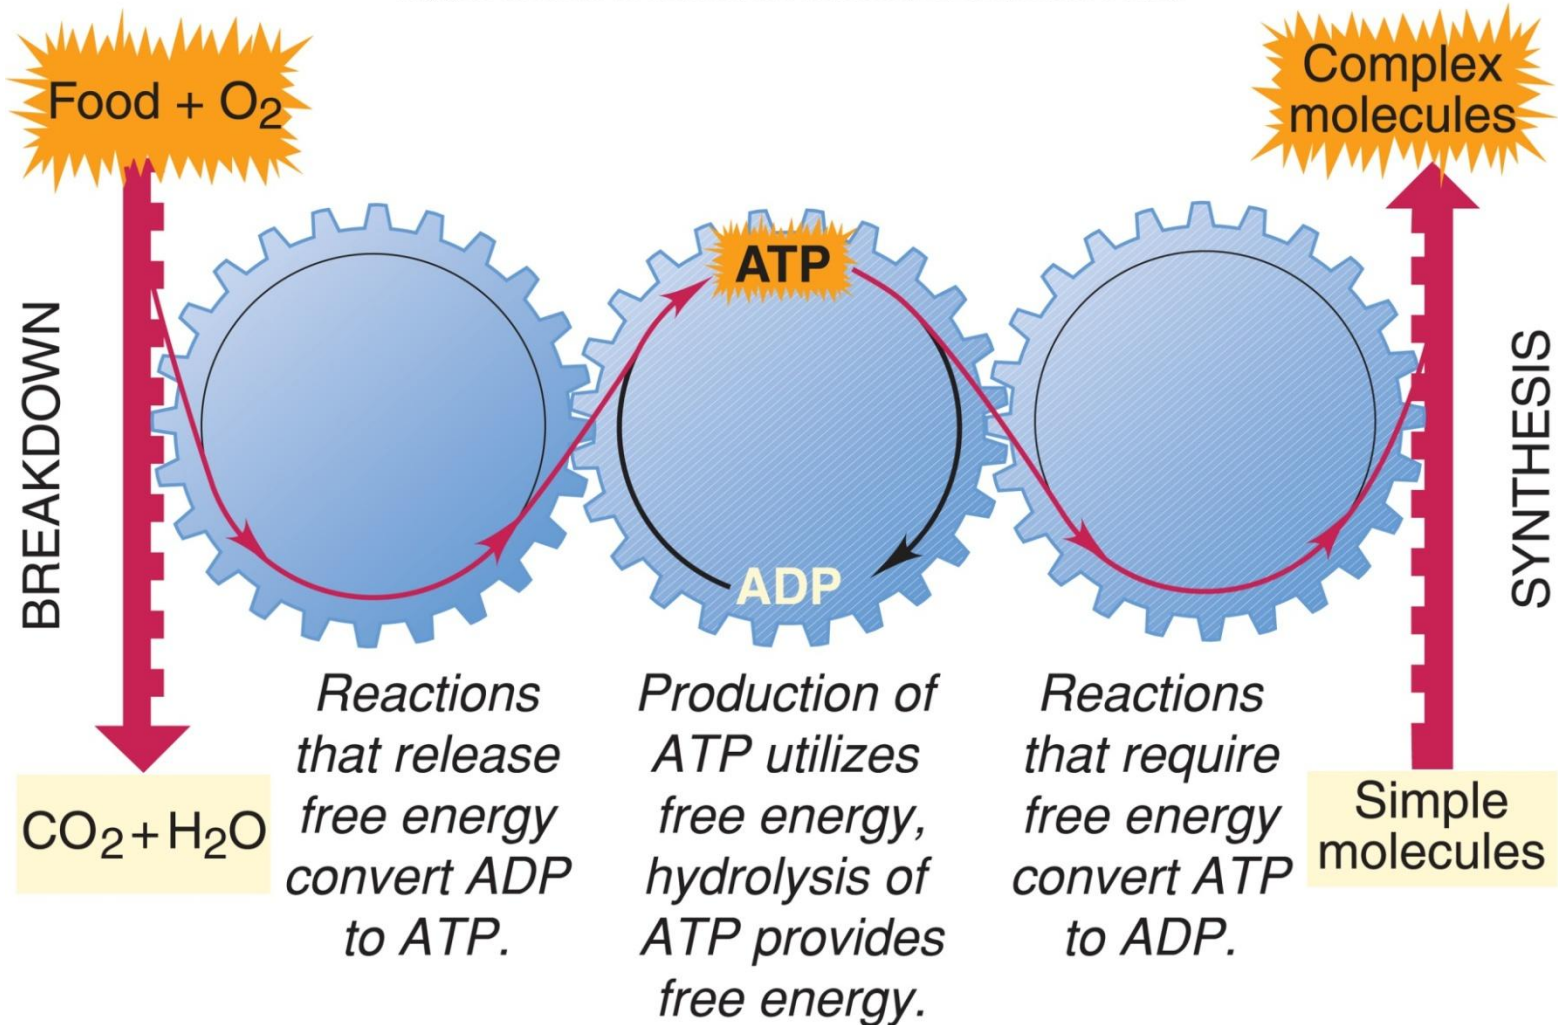 Food + O₂
BREAKDOWN
CO₂ + H₂O
ATP
ADP
Complex
molecules
SYNTHESIS
Simple
molecules
Reactions
that release
free energy
convert ADP
to ATP.
Production of
ATP utilizes
free energy,
hydrolysis of
ATP provides
free energy.
Reactions
that require
free energy
convert ATP
to ADP.